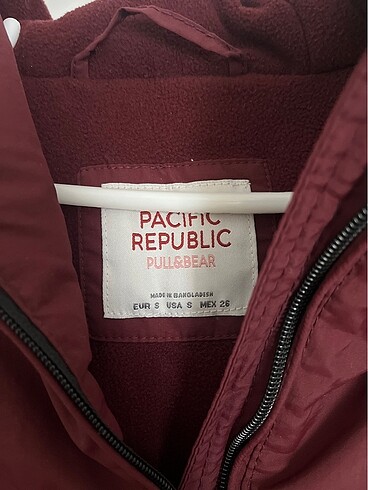 PACIFIC
REPUBLIC
PULL&BEAR
MADE IN BANGLADESH
EUR S USA S MEX 26